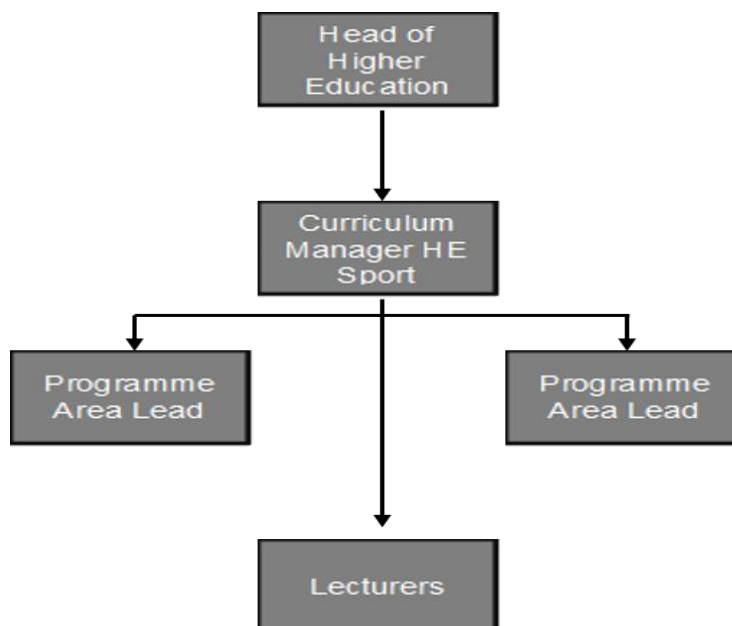 Head of
Higher
Education
Curriculum
Manager HE
Sport
Programme
Area Lead
Programme
Area Lead
Lecturers